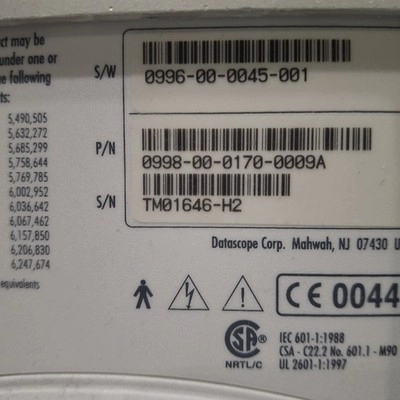 ct may be
under one or
e following
ts:
5,490,505
5,632,272
5,685,299
5,758,644
5,769,785
6,002,952
6,036,642
6,067,462
6,157,850
6,206,830
6,247,674
equivalents
S/W
0996-00-0045-001
P/N
0998-00-0170-0009A
S/N
TM01646-H2
Datascope Corp. Mahwah, NJ 07430 U
CE 0044
SA ®
NRTL/C
IEC 601-1:1988
CSA - C22.2 No. 601.1 - M90
UL 2601-1:1997